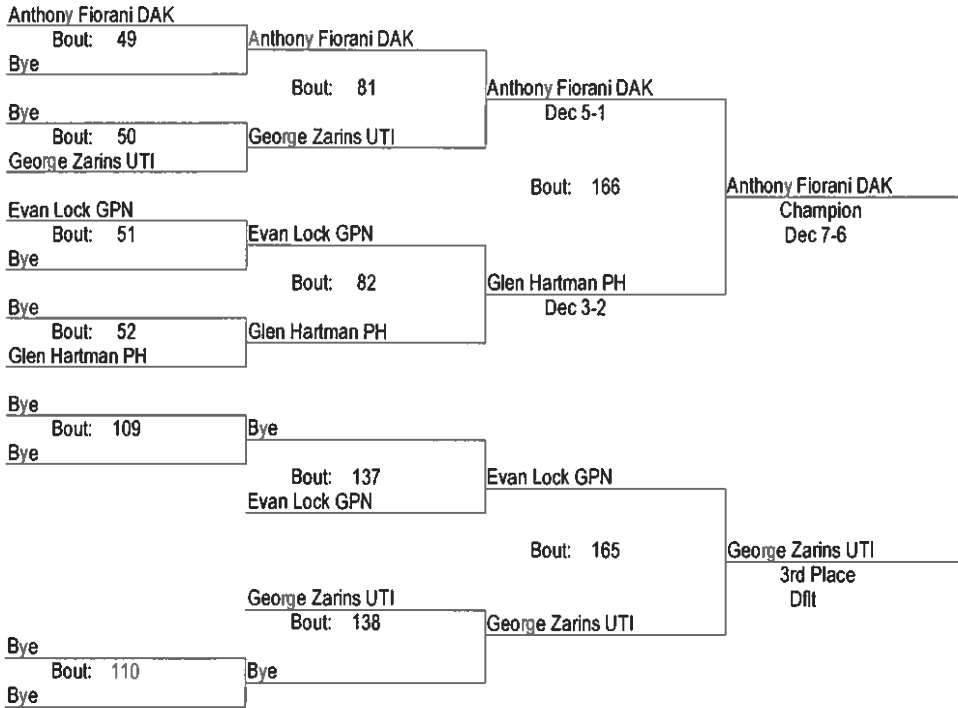 Anthony Fiorani DAK
Bout: 49
Anthony Fiorani DAK
Bye
Bout: 81
Anthony Fiorani DAK
Bye
Dec 5-1
Bout: 50
George Zarins UTI
George Zarins UTI
Bout: 166
Anthony Fiorani DAK
Evan Lock GPN
Champion
Bout: 51
Evan Lock GPN
Dec 7-6
Bye
Bout: 82
Glen Hartman PH
Bye
Dec 3-2
Bout: 52
Glen Hartman PH
Glen Hartman PH
Bye
Bout: 109
Bye
Bye
Bout: 137
Evan Lock GPN
Evan Lock GPN
Bout: 165
George Zarins UTI
3rd Place
George Zarins UTI
Dflt
Bout: 138
George Zarins UTI
Bye
Bout: 110
Bye
Bye